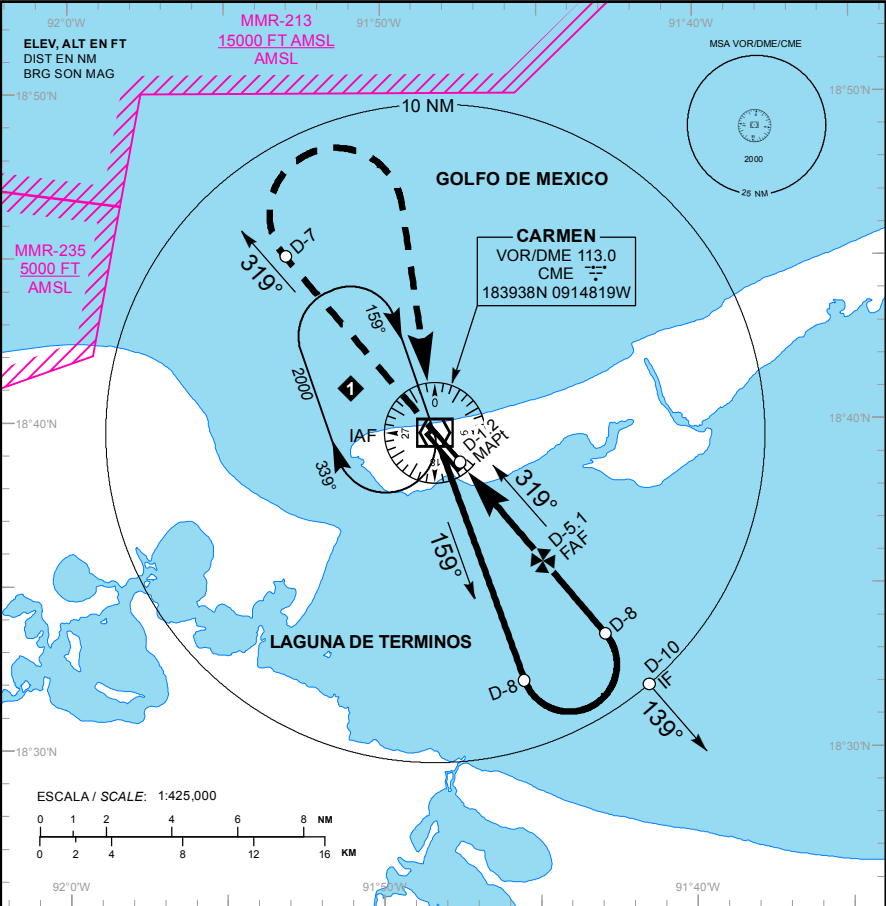 92°0'W
91°50'W
91°40'W
ELEV, ALT EN FT
DIST EN NM
BRG SON MAG
MMR-213
15000 FT AMSL
AMSL
MSA VOR/DME/CME
2000
25 NM
18°50'N
18°50'N
10 NM
GOLFO DE MEXICO
MMR-235
5000 FT
AMSL
D-7
319°
CARMEN
VOR/DME 113.0
CME
183938N 0914819W
159°
2000
1
339°
0
27
18
18°40'N
18°40'N
IAF
D-1.2
MAPt
319°
D-5.1
FAF
159°
D-8
D-8
D-10
IF
139°
LAGUNA DE TERMINOS
18°30'N
18°30'N
ESCALA / SCALE: 1:425,000
0 1 2 4 6 8 NM
0 2 4 8 12 16 KM
92°0'W
91°50'W
91°40'W